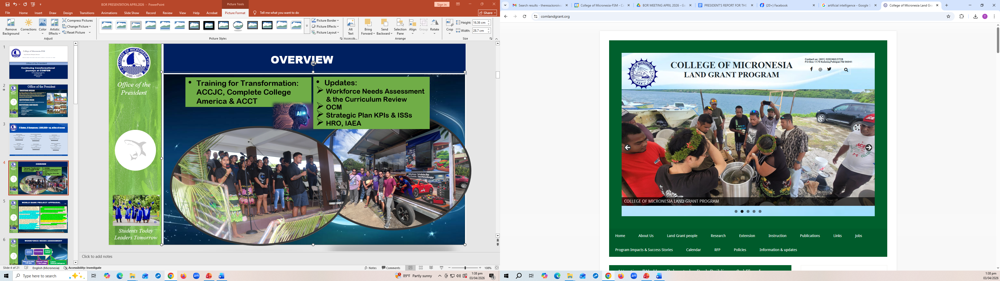 BOR PRESENTATION APRIL2026 - PowerPoint
Picture Tools
Sign in
File Home Insert Draw Design Transitions Animations Slide Show Record Review View Help Acrobat Picture Format Tell me what you want to do Share
Remove Background
Corrections
Color
Artistic Effects
Compress Pictures
Change Picture
Reset Picture
Adjust
Picture Styles
Picture Border
Picture Effects
Picture Layout
Alt Text
Accessib...
Bring Forward
Send Backward
Selection Pane
Align
Group
Rotate
Arrange
Crop
Height: 16.36 cm
Width: 28.7 cm
Size
1
College of Micronesia-FSM
Office of the President
Continuing transformational journeys at COMFSM
2
Office of the President
3
4 States, 6 Campuses, 1,000,000+ sq. miles of ocean
4
OVERVIEW
5
WORLD BANK PROJECT APPRAISAL
6
WORKFORCE NEEDS ASSESSMENT
COLLEGE OF MICRONESIA-FSM
APRIL - 1993
Office of the
President
Students Today
Leaders Tomorrow
OVERVIEW
• Training for Transformation:
ACCJC, Complete College
America & ACCT
AI
• Updates:
➢ Workforce Needs Assessment
& the Curriculum Review
➢ OCM
➢ Strategic Plan KPIs & ISSs
➢ HRO, IAEA
Motor-Vehicle
Mechanic Technology
Click to add notes
Slide 4 of 21 English (Micronesia) Accessibility: Investigate Notes Comments 108%
Type here to search
89°F Partly sunny
1:38 pm
03/04/2026
Search results - theresa.koroivu
College of Micronesia-FSM - Ca
BOR MEETING APRIL 2026 - Go
PRESIDENT'S REPORT FOR THE
(20+) Facebook
artificial intelligence - Google S
College of Micronesia Land Gra
comlandgrant.org
COLLEGE OF MICRONESIA
LAND GRANT PROGRAM
Contact us: (691) 3202462/2728
P.O Box 1179 Kolonia,Pohnpei FM 96941
COLLEGE OF MICRONESIA LAND GRANT PROGRAM
Home About Us Land Grant people Research Extension Instruction Publications Links Jobs
Program Impacts & Success Stories Calendar RFP Policies Information & updates
1:38 pm
03/04/2026